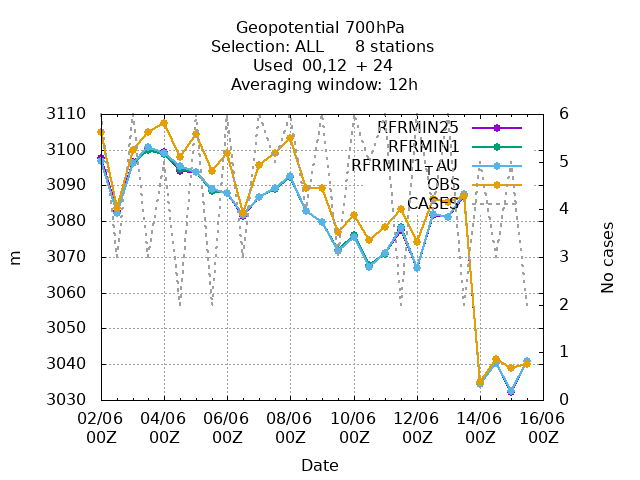 Geopotential 700hPa
Selection: ALL 8 stations
Used 00,12 + 24
Averaging window: 12h
3110
3100
3090
3080
3070
3060
3050
3040
3030
m
6
5
4
3
2
1
0
No cases
RFRMIN25
RFRMIN1
RFRMIN1_AU
OBS
CASES
02/06 04/06 06/06 08/06 10/06 12/06 14/06 16/06
00Z 00Z 00Z 00Z 00Z 00Z 00Z 00Z
Date